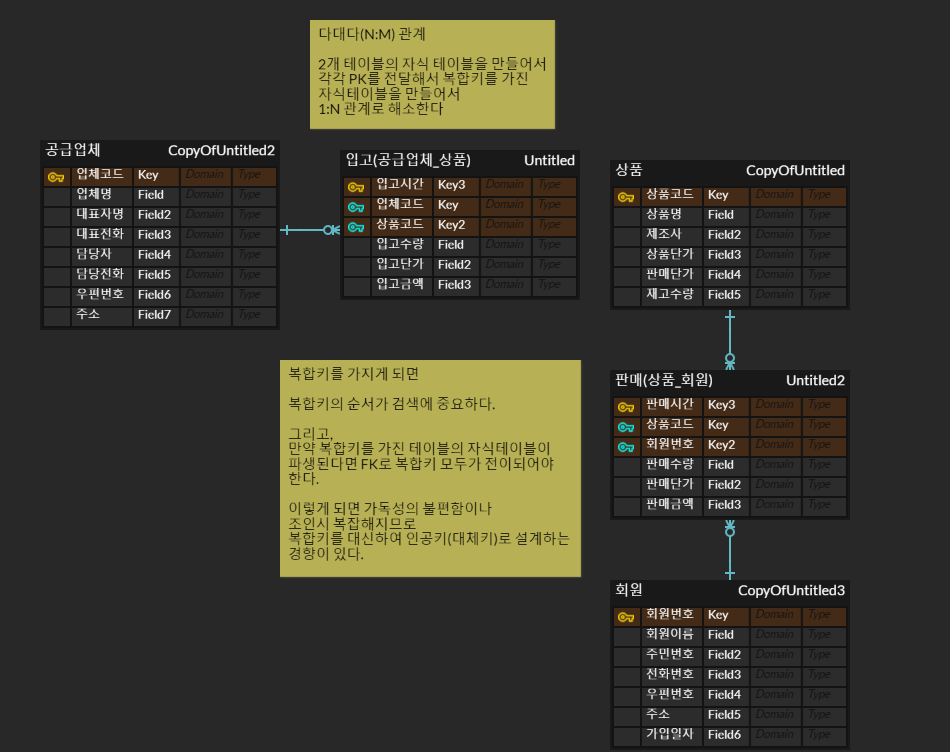 다대다(N:M) 관계
2개 테이블의 자식 테이블을 만들어서
각각 PK를 전달해서 복합키를 가진
자식테이블을 만들어서
1:N 관계로 해소한다
공급업체 CopyOfUntitled2
업체코드 Key Domain Type
업체명 Field Domain Type
대표자명 Field2 Domain Type
대표전화 Field3 Domain Type
담당자 Field4 Domain Type
담당전화 Field5 Domain Type
우편번호 Field6 Domain Type
주소 Field7 Domain Type
입고(공급업체_상품) Untitled
입고시간 Key3 Domain Type
업체코드 Key Domain Type
상품코드 Key2 Domain Type
입고수량 Field Domain Type
입고단가 Field2 Domain Type
입고금액 Field3 Domain Type
상품 CopyOfUntitled
상품코드 Key Domain Type
상품명 Field Domain Type
제조사 Field2 Domain Type
상품단가 Field3 Domain Type
판매단가 Field4 Domain Type
재고수량 Field5 Domain Type
복합키를 가지게 되면
복합키의 순서가 검색에 중요하다.
그리고,
만약 복합키를 가진 테이블의 자식테이블이
파생된다면 FK로 복합키 모두가 전이되어야
한다.
이렇게 되면 가독성의 불편함이나
조인시 복잡해지므로
복합키를 대신하여 인공키(대체키)로 설계하는
경향이 있다.
판매(상품_회원) Untitled2
판매시간 Key3 Domain Type
상품코드 Key Domain Type
회원번호 Key2 Domain Type
판매수량 Field Domain Type
판매단가 Field2 Domain Type
판매금액 Field3 Domain Type
회원 CopyOfUntitled3
회원번호 Key Domain Type
회원이름 Field Domain Type
주민번호 Field2 Domain Type
전화번호 Field3 Domain Type
우편번호 Field4 Domain Type
주소 Field5 Domain Type
가입일자 Field6 Domain Type